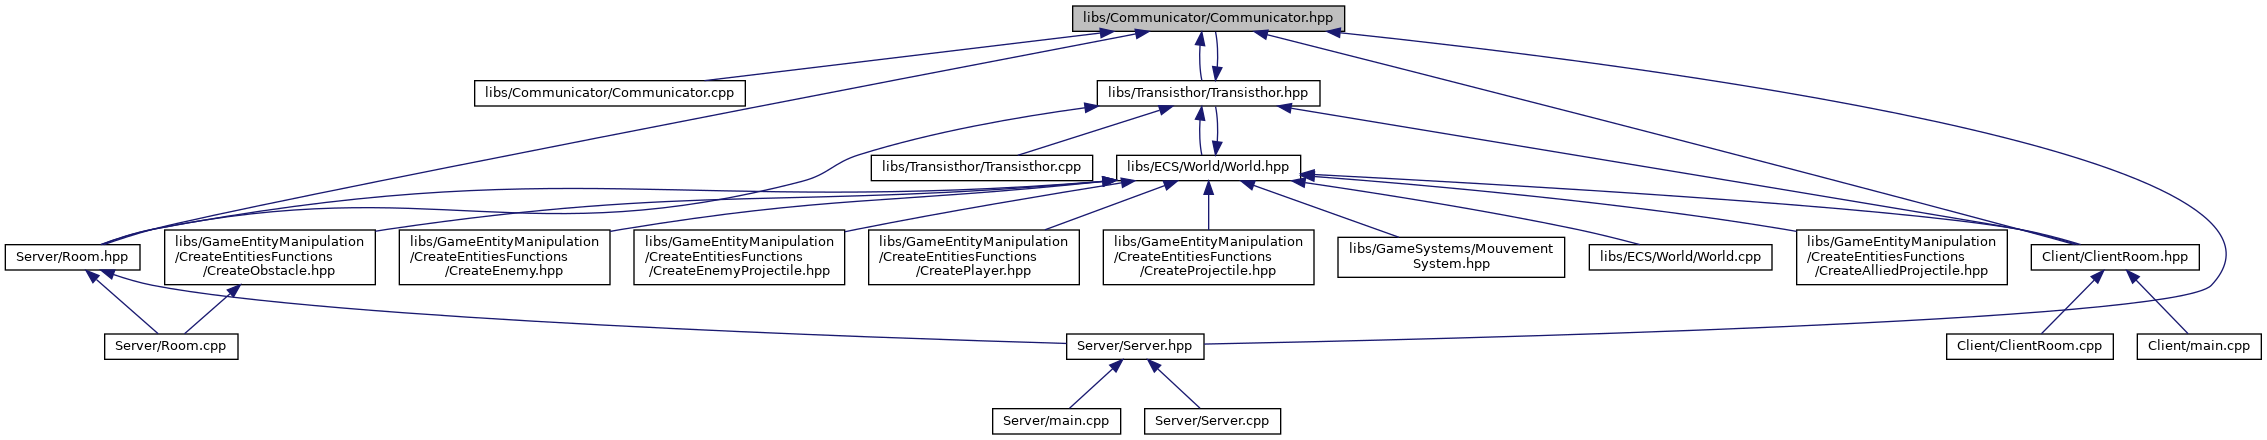 libs/Communicator/Communicator.hpp
libs/Communicator/Communicator.cpp
libs/Transisthor/Transisthor.hpp
libs/Transisthor/Transisthor.cpp
libs/ECS/World/World.hpp
Server/Room.hpp
libs/GameEntityManipulation
/CreateEntitiesFunctions
/CreateObstacle.hpp
libs/GameEntityManipulation
/CreateEntitiesFunctions
/CreateEnemy.hpp
libs/GameEntityManipulation
/CreateEntitiesFunctions
/CreateEnemyProjectile.hpp
libs/GameEntityManipulation
/CreateEntitiesFunctions
/CreatePlayer.hpp
libs/GameEntityManipulation
/CreateEntitiesFunctions
/CreateProjectile.hpp
libs/GameSystems/Mouvement
System.hpp
libs/ECS/World/World.cpp
libs/GameEntityManipulation
/CreateEntitiesFunctions
/CreateAlliedProjectile.hpp
Client/ClientRoom.hpp
Server/Room.cpp
Server/Server.hpp
Client/ClientRoom.cpp
Client/main.cpp
Server/main.cpp
Server/Server.cpp